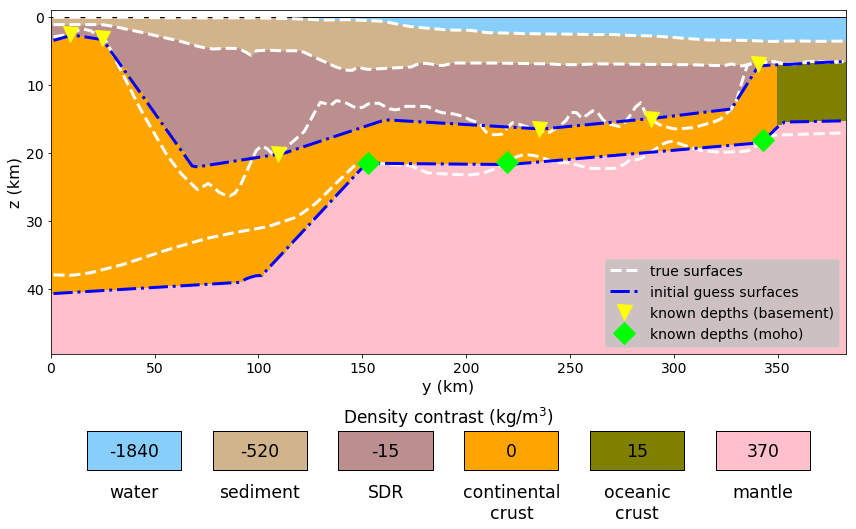 0
10
20
30
40
z (km)
true surfaces
initial guess surfaces
known depths (basement)
known depths (moho)
0 50 100 150 200 250 300 350
y (km)
Density contrast (kg/m³)
-1840 -520 -15 0 15 370
water sediment SDR continental crust oceanic crust mantle